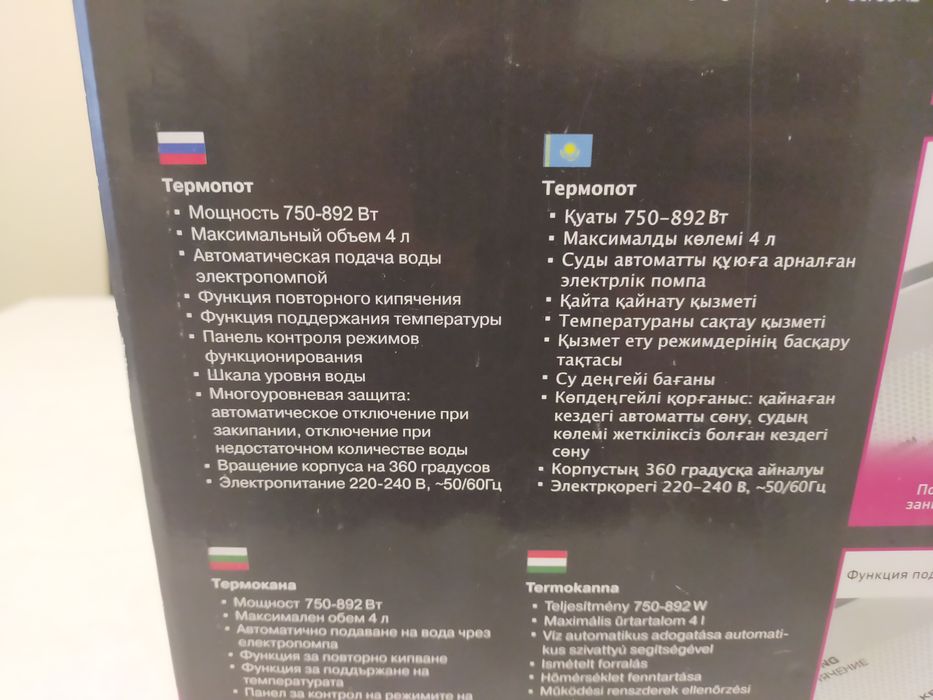 Термопот
▪ Мощность 750-892 Вт
▪ Максимальный объем 4 л
▪ Автоматическая подача воды
электропомпой
▪ Функция повторного кипячения
▪ Функция поддержания температуры
▪ Панель контроля режимов
функционирования
▪ Шкала уровня воды
▪ Многоуровневая защита:
автоматическое отключение при
закипании, отключение при
недостаточном количестве воды
▪ Вращение корпуса на 360 градусов
▪ Электропитание 220-240 В, ~50/60Гц
Термопот
▪ Қуаты 750–892 Вт
▪ Максималды көлемі 4 л
▪ Суды автоматты құюға арналған
электрлік помпа
▪ Қайта қайнату қызметі
▪ Температураны сақтау қызметі
▪ Қызмет ету режимдерінің басқару
тақтасы
▪ Су деңгейі бағаны
▪ Көпдеңгейлі қорғаныс: қайнаған
кездегі автоматты сөну, судың
көлемі жеткіліксіз болған кездегі
сөну
▪ Корпустың 360 градусқа айналуы
▪ Электрқорегі 220–240 В, ~50/60Гц
Термокана
▪ Мощност 750-892 Вт
▪ Максимален обем 4 л
▪ Автоматично подаване на вода чрез
електропомпа
▪ Функция за повторно кипване
▪ Функция за поддържане на
температурата
▪ Панел за контрол на режимите на
Termokanna
▪ Teljesítmény 750-892 W
▪ Maximális űrtartalom 4 l
▪ Víz automatikus adogatása automati-
kus szivattyú segítségével
▪ Ismételt forralás
▪ Hőmérséklet fenntartása
▪ Működési renszderek ellenőrzési
Функция под